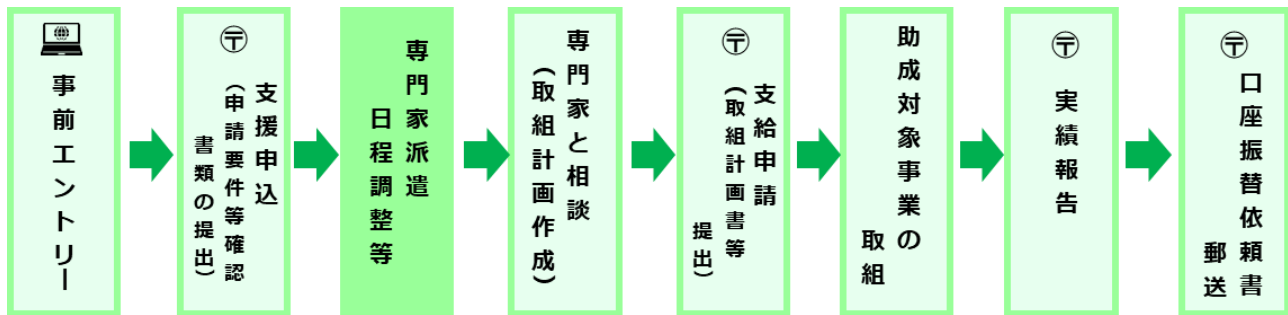 事前エントリー
〒
支援申込
（申請要件等確認
書類の提出）
専門家派遣
日程調整等
専門家と相談
（取組計画作成）
〒
支給申請
（取組計画書等
提出）
助成対象事業の
取組
〒
実績報告
〒
口座振替依頼書
郵送